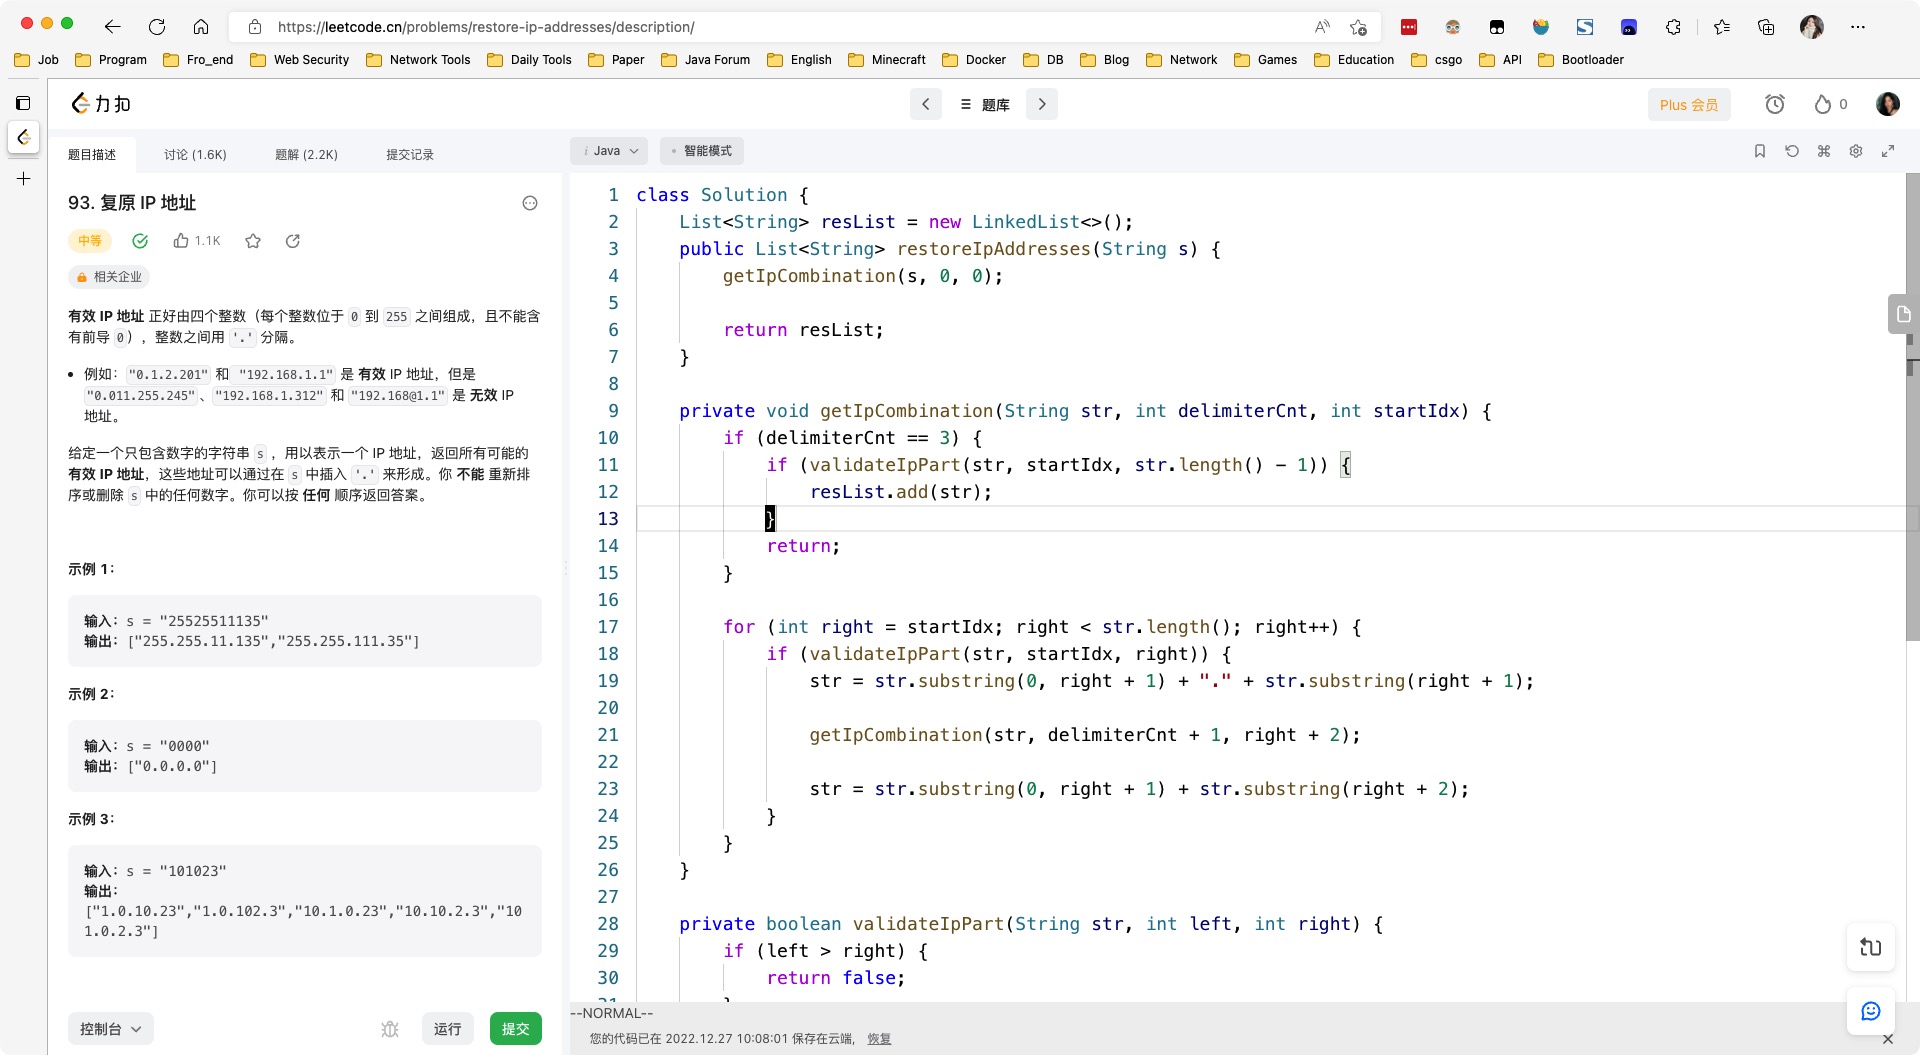 https://leetcode.cn/problems/restore-ip-addresses/description/
Job Program Fro_end Web Security Network Tools Daily Tools Paper Java Forum English Minecraft Docker DB Blog Network Games Education csgo API Bootloader
力扣
题库
Plus 会员
0
题目描述 讨论 (1.6K) 题解 (2.2K) 提交记录
93. 复原 IP 地址
中等
1.1K
相关企业
有效 IP 地址 正好由四个整数（每个整数位于 0 到 255 之间组成，且不能含
有前导 0），整数之间用 '.' 分隔。
例如："0.1.2.201" 和 "192.168.1.1" 是 有效 IP 地址，但是
"0.011.255.245"、"192.168.1.312" 和 "192.168@1.1" 是 无效 IP
地址。
给定一个只包含数字的字符串 s ，用以表示一个 IP 地址，返回所有可能的
有效 IP 地址，这些地址可以通过在 s 中插入 '.' 来形成。你 不能 重新排
序或删除 s 中的任何数字。你可以按 任何 顺序返回答案。
示例 1：
输入：s = "25525511135"
输出：["255.255.11.135","255.255.111.35"]
示例 2：
输入：s = "0000"
输出：["0.0.0.0"]
示例 3：
输入：s = "101023"
输出：
["1.0.10.23","1.0.102.3","10.1.0.23","10.10.2.3","10
1.0.2.3"]
控制台
运行
提交
i Java
智能模式
1 class Solution {
2 List<String> resList = new LinkedList<>();
3 public List<String> restoreIpAddresses(String s) {
4 getIpCombination(s, 0, 0);
5
6 return resList;
7 }
8
9 private void getIpCombination(String str, int delimiterCnt, int startIdx) {
10 if (delimiterCnt == 3) {
11 if (validateIpPart(str, startIdx, str.length() - 1)) {
12 resList.add(str);
13 }
14 return;
15 }
16
17 for (int right = startIdx; right < str.length(); right++) {
18 if (validateIpPart(str, startIdx, right)) {
19 str = str.substring(0, right + 1) + "." + str.substring(right + 1);
20
21 getIpCombination(str, delimiterCnt + 1, right + 2);
22
23 str = str.substring(0, right + 1) + str.substring(right + 2);
24 }
25 }
26 }
27
28 private boolean validateIpPart(String str, int left, int right) {
29 if (left > right) {
30 return false;
31 }
--NORMAL--
您的代码已在 2022.12.27 10:08:01 保存在云端， 恢复